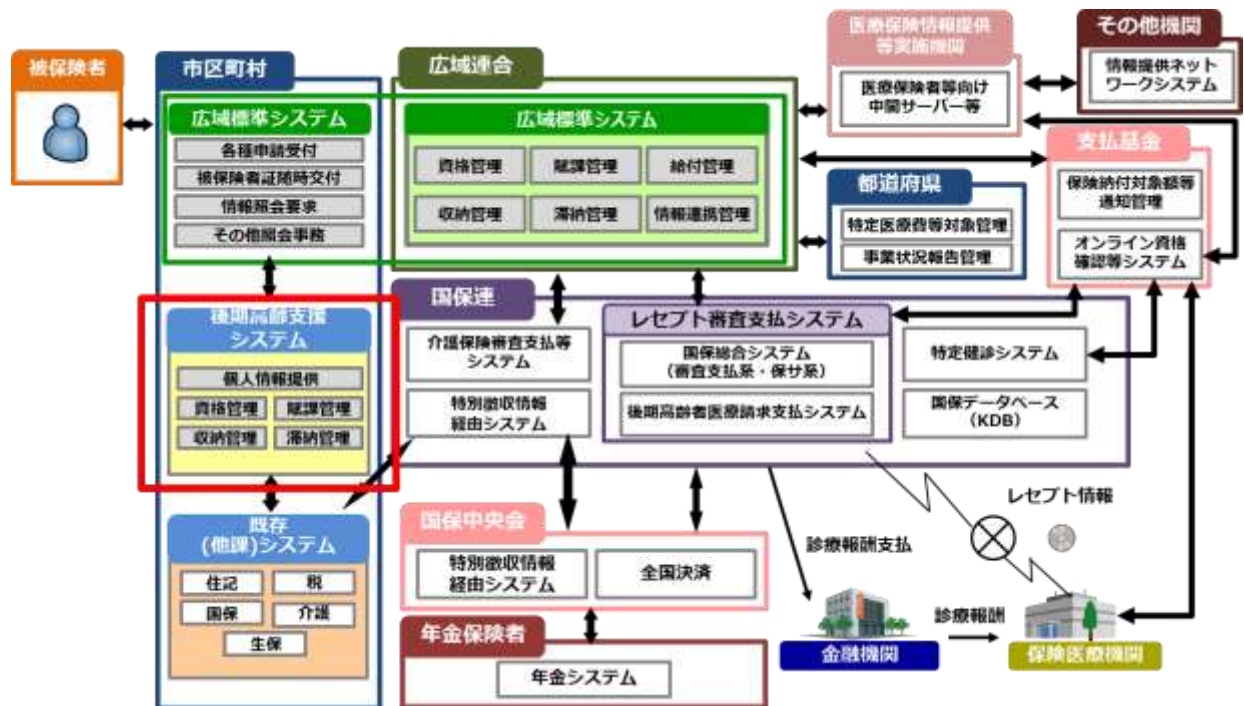 被保険者
市区町村
広域標準システム
各種申請受付
被保険者証随時交付
情報照会要求
その他照会事務
後期高齢支援
システム
個人情報提供
資格管理
賦課管理
収納管理
滞納管理
既存
(他課)システム
住記
税
国保
介護
生保
広域連合
広域標準システム
資格管理
賦課管理
給付管理
収納管理
滞納管理
情報連携管理
医療保険情報提供
等実施機関
医療保険者等向け
中間サーバー等
その他機関
情報提供ネット
ワークシステム
支払基金
保険納付対象額等
通知管理
オンライン資格
確認等システム
都道府県
特定医療費等対象管理
事業状況報告管理
国保連
介護保険審査支払等
システム
特別徴収情報
経由システム
レセプト審査支払システム
国保総合システム
(審査支払系・保サ系)
後期高齢者医療請求支払システム
特定健診システム
国保データベース
(KDB)
国保中央会
特別徴収情報
経由システム
全国決済
年金保険者
年金システム
レセプト情報
診療報酬支払
診療報酬
金融機関
保険医療機関